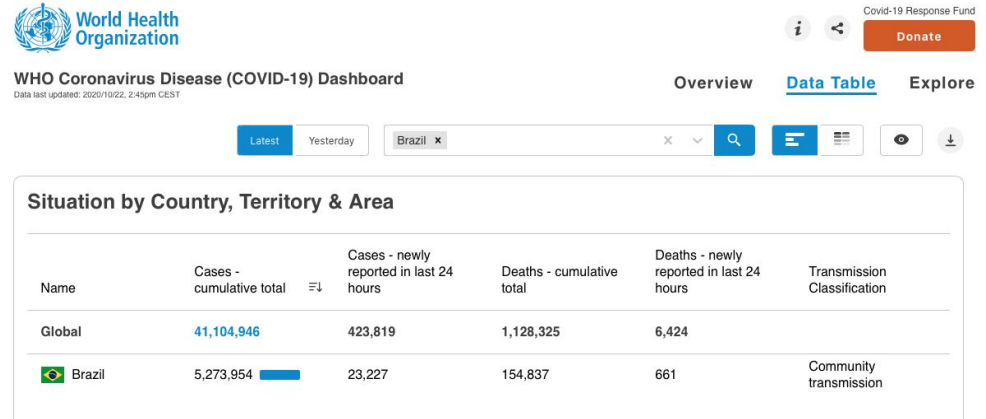 World Health
Organization
Covid-19 Response Fund
i
Donate
WHO Coronavirus Disease (COVID-19) Dashboard
Data last updated: 2020/10/22, 2:45pm CEST
Overview
Data Table
Explore
Latest
Yesterday
Brazil ×
Situation by Country, Territory & Area
Name
Cases -
cumulative total
Cases - newly
reported in last 24
hours
Deaths - cumulative
total
Deaths - newly
reported in last 24
hours
Transmission
Classification
Global 41,104,946 423,819 1,128,325 6,424
Brazil 5,273,954 23,227 154,837 661 Community
transmission